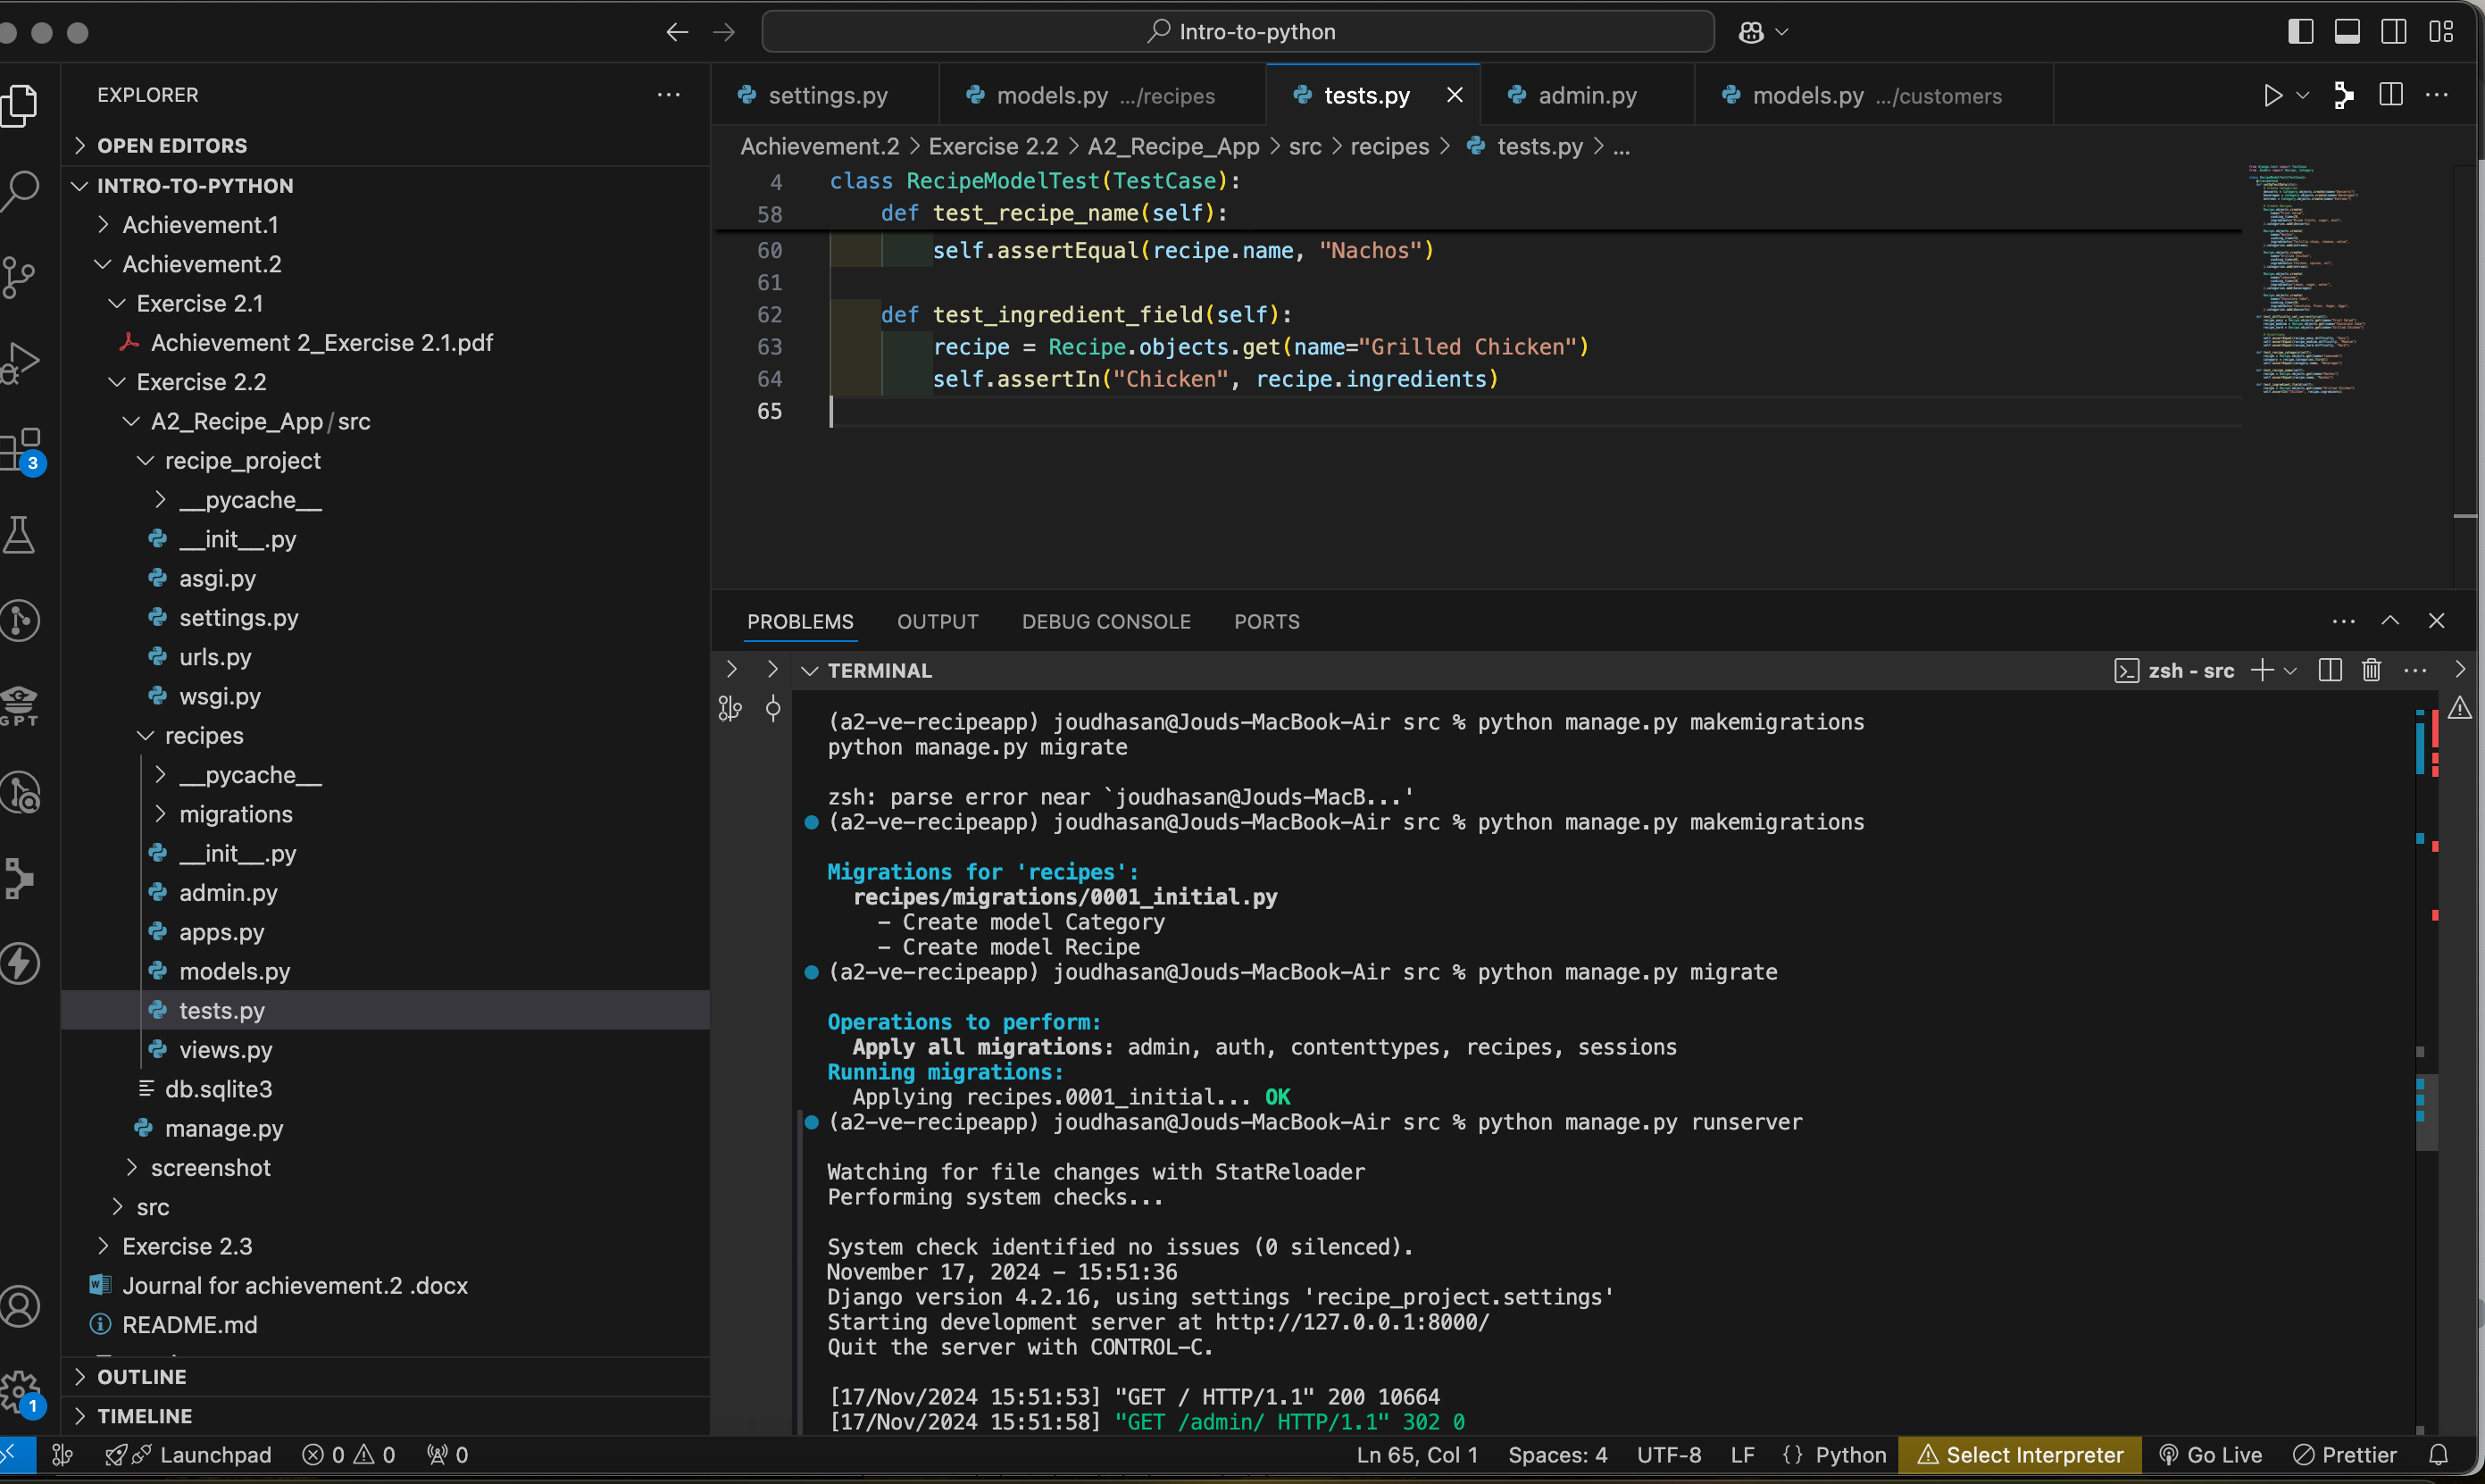 Intro-to-python
EXPLORER
OPEN EDITORS
INTRO-TO-PYTHON
Achievement.1
Achievement.2
Exercise 2.1
Achievement 2_Exercise 2.1.pdf
Exercise 2.2
A2_Recipe_App/src
recipe_project
__pycache__
__init__.py
asgi.py
settings.py
urls.py
wsgi.py
recipes
__pycache__
migrations
__init__.py
admin.py
apps.py
models.py
tests.py
views.py
db.sqlite3
manage.py
screenshot
src
Exercise 2.3
Journal for achievement.2 .docx
README.md
OUTLINE
TIMELINE
3
GPT
1
settings.py
models.py .../recipes
tests.py
admin.py
models.py .../customers
Achievement.2 > Exercise 2.2 > A2_Recipe_App > src > recipes > tests.py > ...
4 class RecipeModelTest(TestCase):
58 def test_recipe_name(self):
60 self.assertEqual(recipe.name, "Nachos")
61
62 def test_ingredient_field(self):
63 recipe = Recipe.objects.get(name="Grilled Chicken")
64 self.assertIn("Chicken", recipe.ingredients)
65
PROBLEMS OUTPUT DEBUG CONSOLE PORTS
TERMINAL
zsh - src
(a2-ve-recipeapp) joudhasan@Jouds-MacBook-Air src % python manage.py makemigrations
python manage.py migrate
zsh: parse error near `joudhasan@Jouds-MacB...'
(a2-ve-recipeapp) joudhasan@Jouds-MacBook-Air src % python manage.py makemigrations
Migrations for 'recipes':
recipes/migrations/0001_initial.py
- Create model Category
- Create model Recipe
(a2-ve-recipeapp) joudhasan@Jouds-MacBook-Air src % python manage.py migrate
Operations to perform:
Apply all migrations: admin, auth, contenttypes, recipes, sessions
Running migrations:
Applying recipes.0001_initial... OK
(a2-ve-recipeapp) joudhasan@Jouds-MacBook-Air src % python manage.py runserver
Watching for file changes with StatReloader
Performing system checks...
System check identified no issues (0 silenced).
November 17, 2024 - 15:51:36
Django version 4.2.16, using settings 'recipe_project.settings'
Starting development server at http://127.0.0.1:8000/
Quit the server with CONTROL-C.
[17/Nov/2024 15:51:53] "GET / HTTP/1.1" 200 10664
[17/Nov/2024 15:51:58] "GET /admin/ HTTP/1.1" 302 0
Launchpad 0 0 0 Ln 65, Col 1 Spaces: 4 UTF-8 LF {} Python Select Interpreter Go Live Prettier